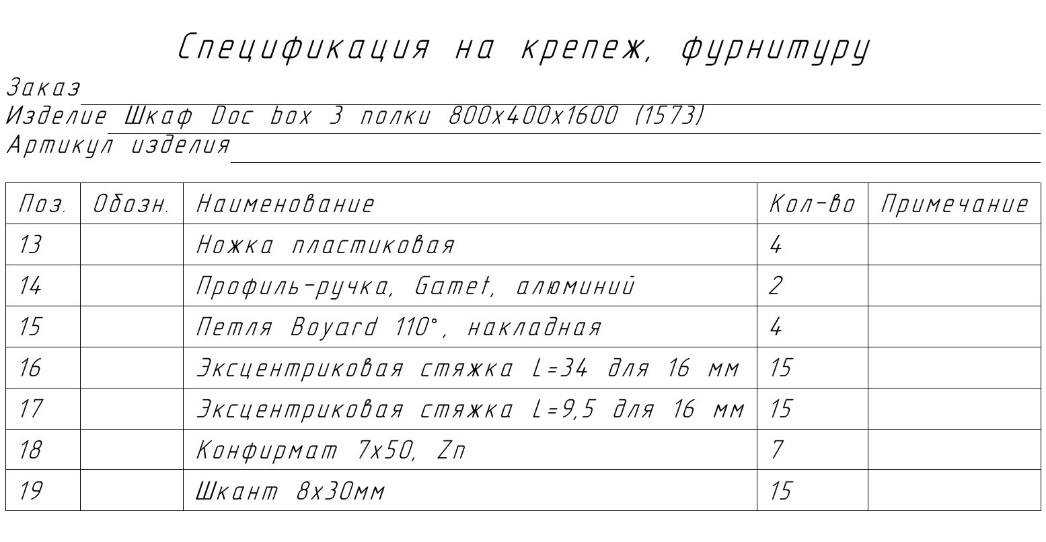 Спецификация на крепеж, фурнитуру
Заказ
Изделие Шкаф Doc box 3 полки 800х400х1600 (1573)
Артикул изделия
Поз. Обозн. Наименование Кол-во Примечание
13 Ножка пластиковая 4
14 Профиль-ручка, Gamet, алюминий 2
15 Петля Boyard 110°, накладная 4
16 Эксцентриковая стяжка L=34 для 16 мм 15
17 Эксцентриковая стяжка L=9,5 для 16 мм 15
18 Конфирмат 7х50, Zn 7
19 Шкант 8х30мм 15